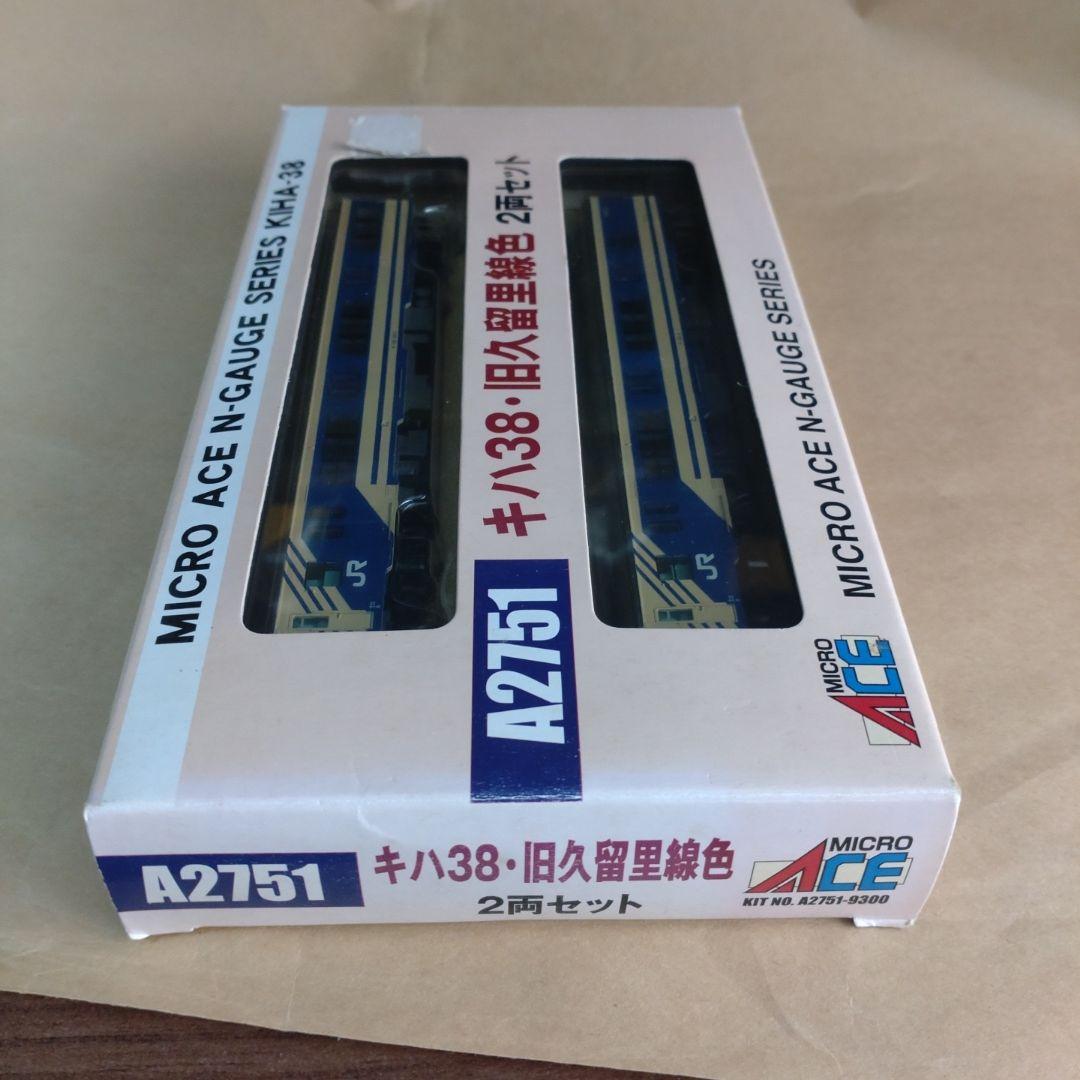 MICRO ACE N-GAUGE SERIES KIHA-38
A2751
キハ38・旧久留里線色 2両セット
MICRO ACE N-GAUGE SERIES
MICRO
ACE
JR
JR
A2751
キハ38・旧久留里線色
2両セット
MICRO
ACE
KIT NO. A2751-9300